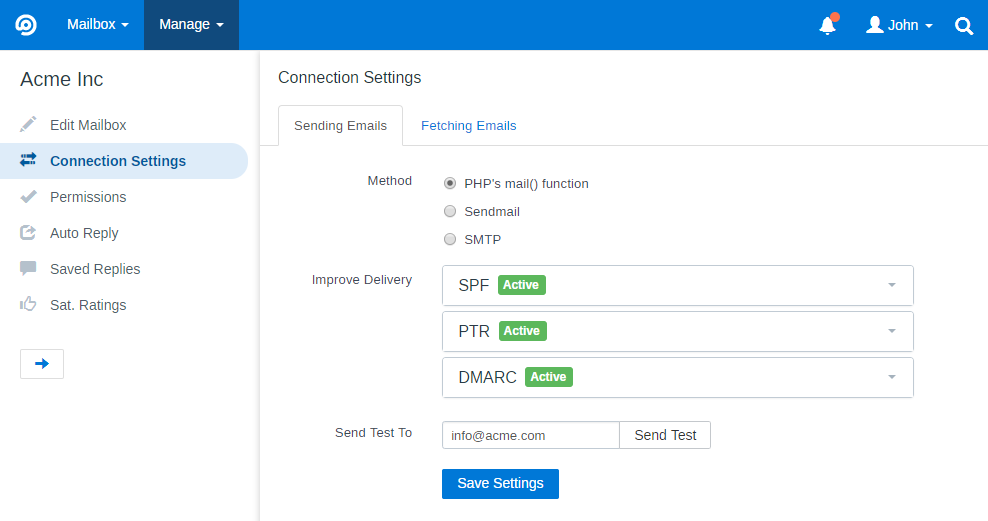 Mailbox Manage John
Acme Inc
Edit Mailbox
Connection Settings
Permissions
Auto Reply
Saved Replies
Sat. Ratings
Connection Settings
Sending Emails Fetching Emails
Method PHP's mail() function
Sendmail
SMTP
Improve Delivery SPF Active
PTR Active
DMARC Active
Send Test To info@acme.com Send Test
Save Settings